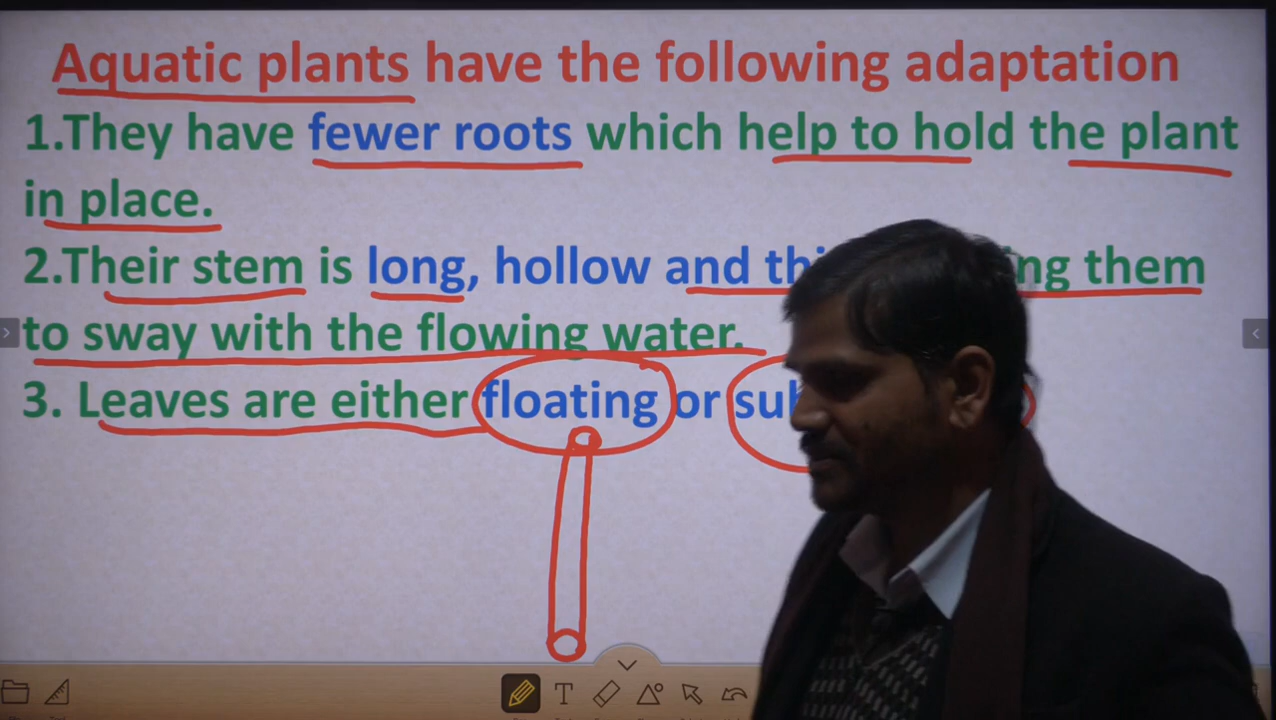 Aquatic plants have the following adaptation
1.They have fewer roots which help to hold the plant
in place.
2.Their stem is long, hollow and them
to sway with the flowing water.
3. Leaves are either floating or
T